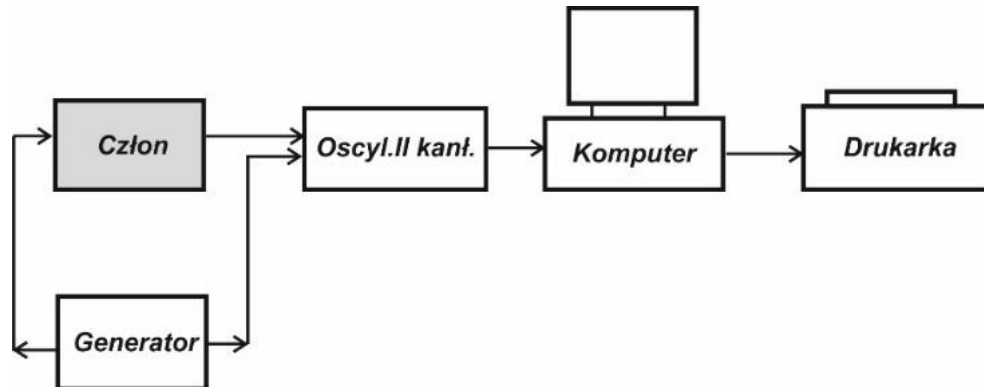 Człon
Oscyl.II kanł.
Komputer
Drukarka
Generator